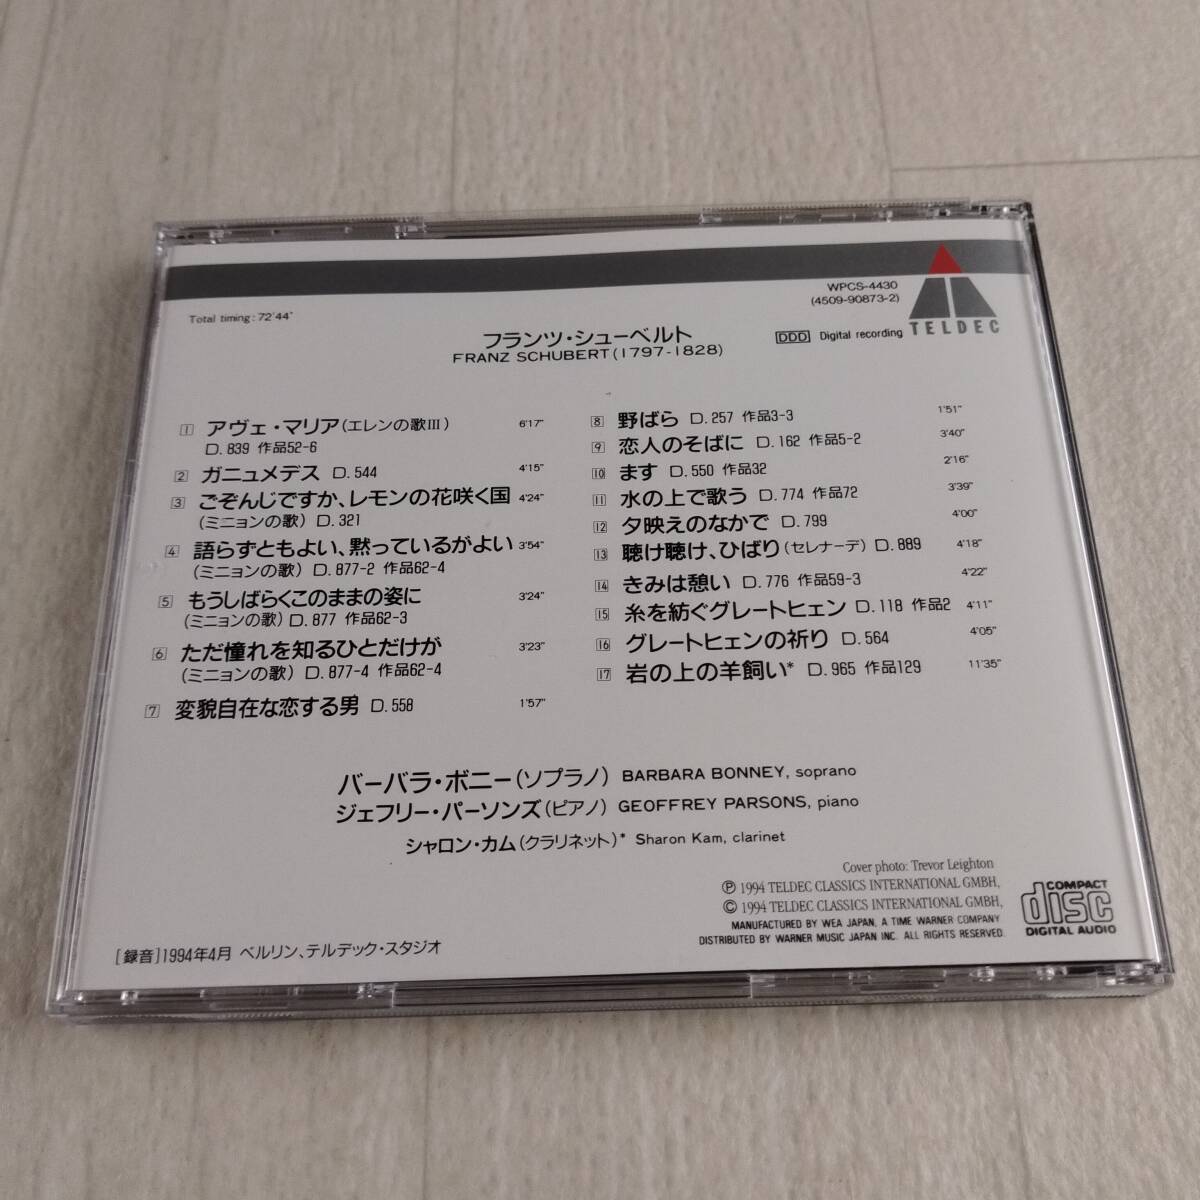 WPCS-4430
(4509-90873-2)
TELDEC
Total timing: 72'44"
フランツ・シューベルト
FRANZ SCHUBERT (1797-1828)
DDD Digital recording
1 アヴェ・マリア(エレンの歌III) 6'17"
D. 839 作品52-6
2 ガニュメデス D. 544 4'15"
3 ごぞんじですか、レモンの花咲く国 4'24"
(ミニョンの歌) D. 321
4 語らずともよい、黙っているがよい 3'54"
(ミニョンの歌) D. 877-2 作品62-4
5 もうしばらくこのままの姿に 3'24"
(ミニョンの歌) D. 877 作品62-3
6 ただ憧れを知るひとだけが 3'23"
(ミニョンの歌) D. 877-4 作品62-4
7 変貌自在な恋する男 D. 558 1'57"
8 野ばら D. 257 作品3-3 1'51"
9 恋人のそばに D. 162 作品5-2 3'40"
10 ます D. 550 作品32 2'16"
11 水の上で歌う D. 774 作品72 3'39"
12 夕映えのなかで D. 799 4'00"
13 聴け聴け、ひばり(セレナーデ) D. 889 4'18"
14 きみは憩い D. 776 作品59-3 4'22"
15 糸を紡ぐグレートヒェン D. 118 作品2 4'11"
16 グレートヒェンの祈り D. 564 4'05"
17 岩の上の羊飼い* D. 965 作品129 11'35"
バーバラ・ボニー(ソプラノ) BARBARA BONNEY, soprano
ジェフリー・パーソンズ(ピアノ) GEOFFREY PARSONS, piano
シャロン・カム(クラリネット)* Sharon Kam, clarinet
Cover photo: Trevor Leighton
℗ 1994 TELDEC CLASSICS INTERNATIONAL GMBH,
© 1994 TELDEC CLASSICS INTERNATIONAL GMBH,
MANUFACTURED BY WEA JAPAN, A TIME WARNER COMPANY.
DISTRIBUTED BY WARNER MUSIC JAPAN INC. ALL RIGHTS RESERVED.
COMPACT
disc
DIGITAL AUDIO
[録音]1994年4月 ベルリン、テルデック・スタジオ